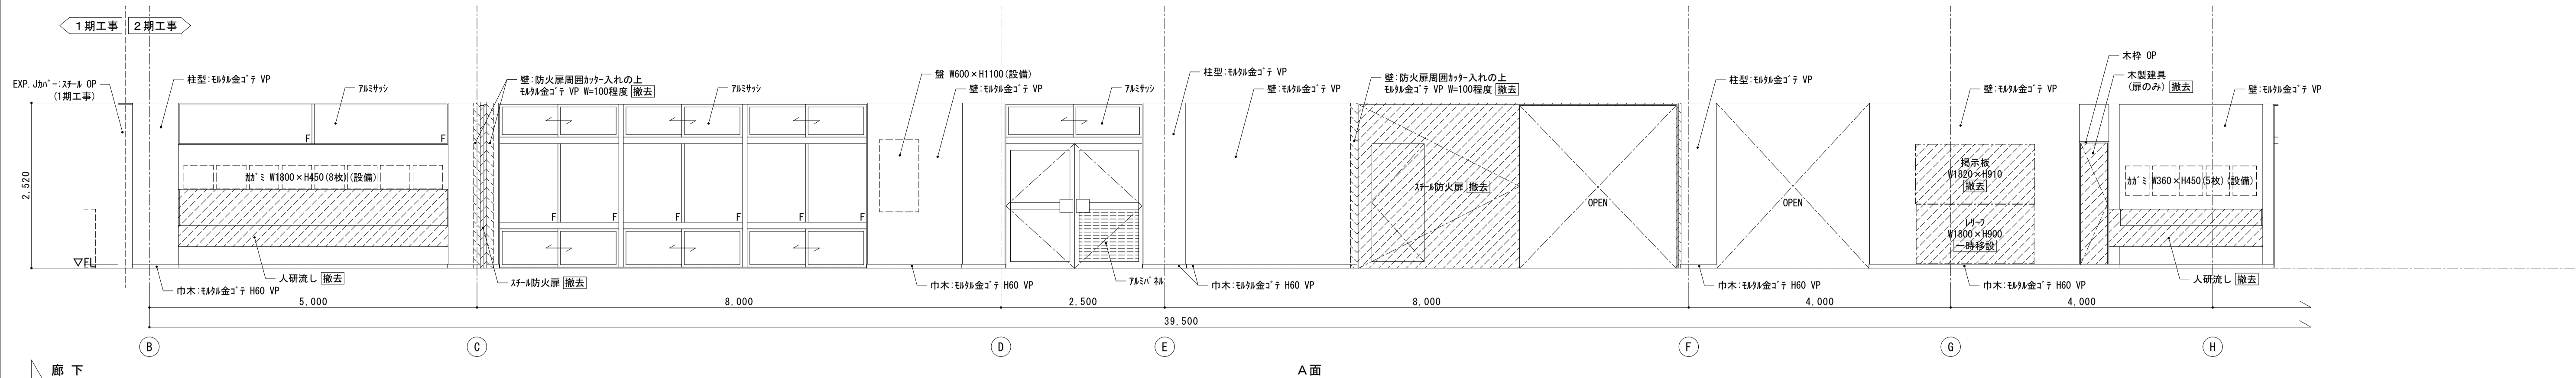 １期工事 ２期工事
EXP.Jｶﾊﾞｰ:ｽﾁｰﾙ OP
(1期工事)
柱型:ﾓﾙﾀﾙ金ｺﾞﾃ VP
ｱﾙﾐｻｯｼ
壁:防火扉周囲ｶｯﾀｰ入れの上
ﾓﾙﾀﾙ金ｺﾞﾃ VP W=100程度 撤去
ｱﾙﾐｻｯｼ
盤 W600×H1100(設備)
壁:ﾓﾙﾀﾙ金ｺﾞﾃ VP
ｱﾙﾐｻｯｼ
柱型:ﾓﾙﾀﾙ金ｺﾞﾃ VP
壁:ﾓﾙﾀﾙ金ｺﾞﾃ VP
壁:防火扉周囲ｶｯﾀｰ入れの上
ﾓﾙﾀﾙ金ｺﾞﾃ VP W=100程度 撤去
柱型:ﾓﾙﾀﾙ金ｺﾞﾃ VP
壁:ﾓﾙﾀﾙ金ｺﾞﾃ VP
木枠 OP
木製建具
(扉のみ) 撤去
壁:ﾓﾙﾀﾙ金ｺﾞﾃ VP
F F
2,520
ｶｶﾞﾐ W1800×H450(8枚)(設備)
F F F F F
ｽﾁｰﾙ防火扉 撤去
OPEN
OPEN
掲示板
W1820×H910
撤去
ﾚﾘｰﾌ
W1800×H900
一時移設
ｶｶﾞﾐ W360×H450(5枚)(設備)
▽FL
巾木:ﾓﾙﾀﾙ金ｺﾞﾃ H60 VP
人研流し 撤去
ｽﾁｰﾙ防火扉 撤去
巾木:ﾓﾙﾀﾙ金ｺﾞﾃ H60 VP
ｱﾙﾐﾊﾟﾈﾙ
巾木:ﾓﾙﾀﾙ金ｺﾞﾃ H60 VP
巾木:ﾓﾙﾀﾙ金ｺﾞﾃ H60 VP
巾木:ﾓﾙﾀﾙ金ｺﾞﾃ H60 VP
人研流し 撤去
5,000 8,000 2,500 8,000 4,000 4,000
39,500
B C D E F G H
廊 下
Ａ面